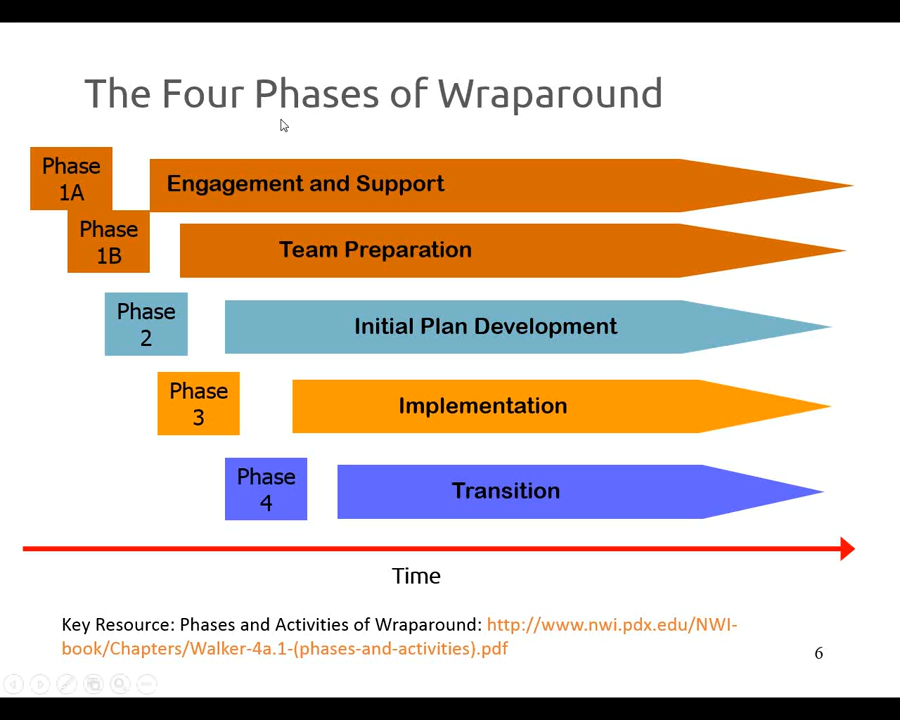 The Four Phases of Wraparound
Phase
1A
Engagement and Support
Phase
1B
Team Preparation
Phase
2
Initial Plan Development
Phase
3
Implementation
Phase
4
Transition
Time
Key Resource: Phases and Activities of Wraparound: http://www.nwi.pdx.edu/NWI-
book/Chapters/Walker-4a.1-(phases-and-activities).pdf
6